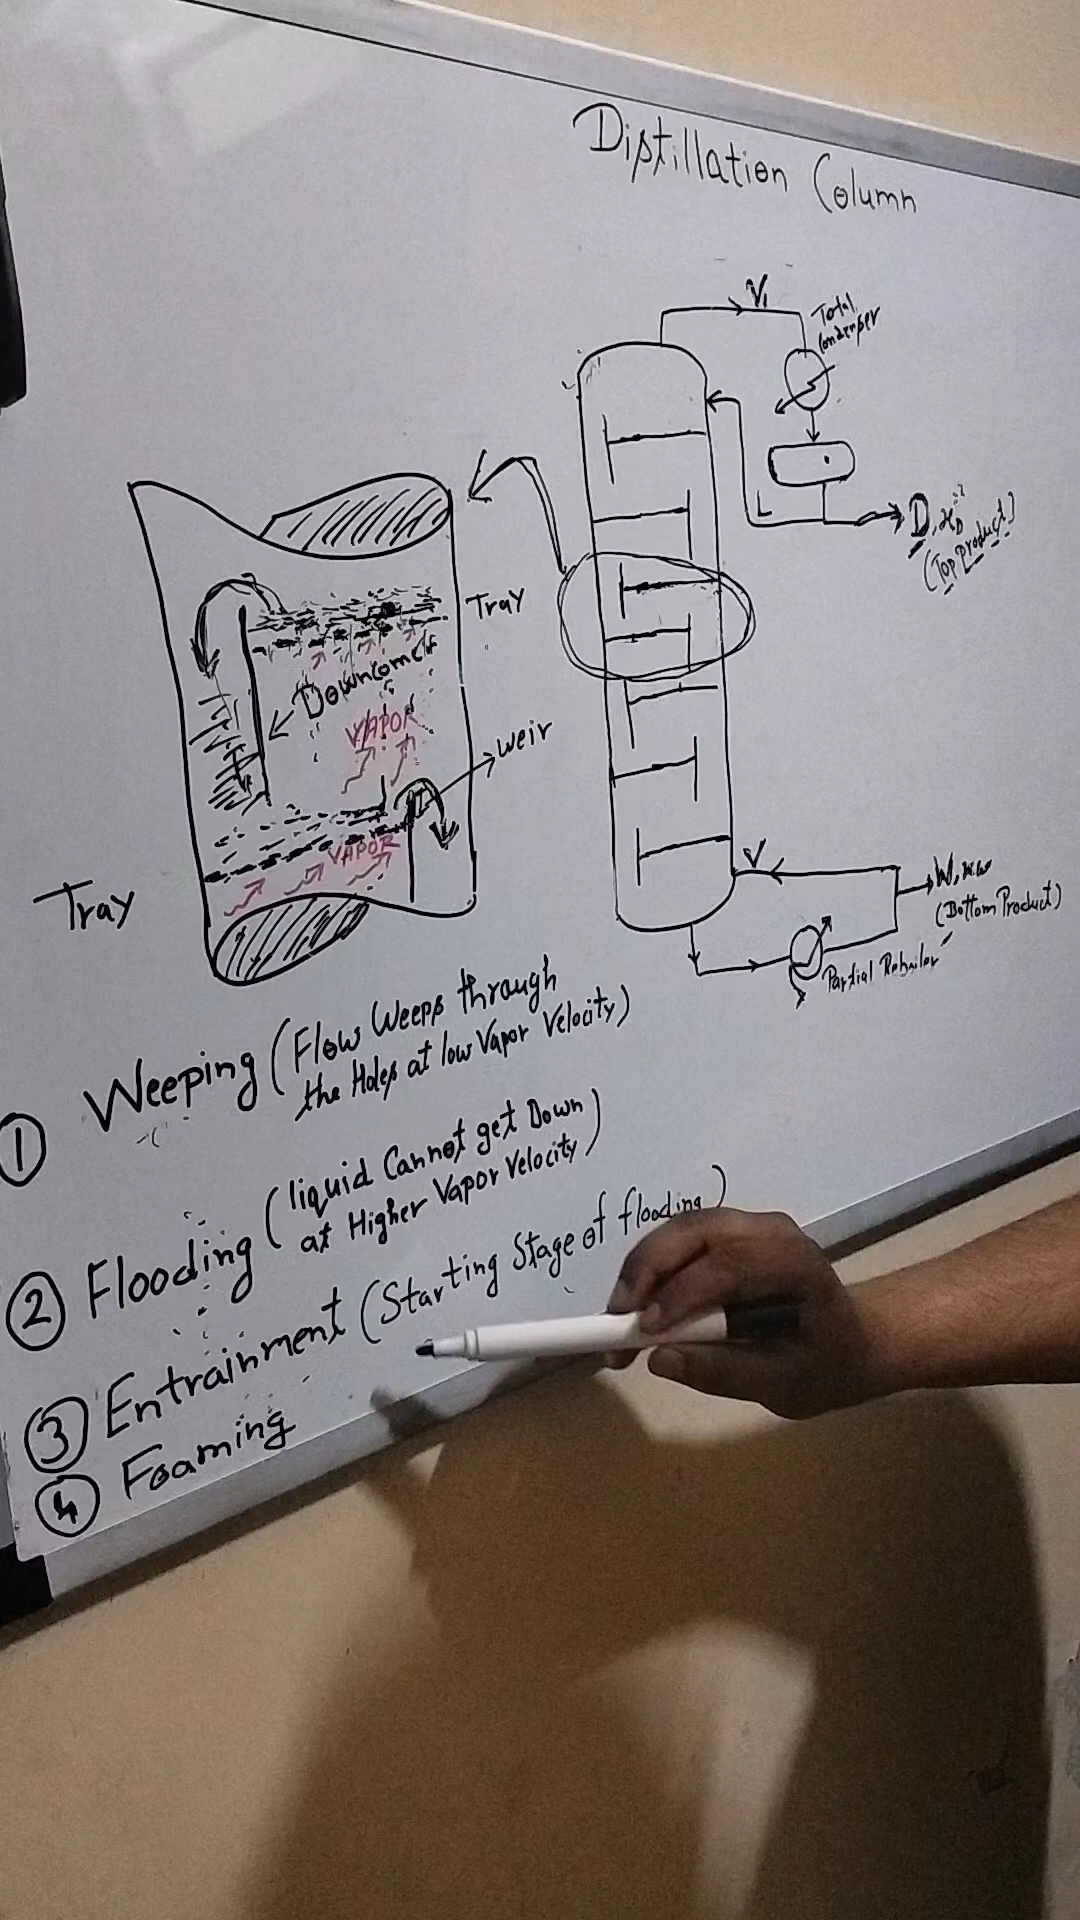 Distillation Column
V1
Total
Condenser
L
D, xD
(Top Product)
Tray
Downcomer
VAPOR
weir
VAPOR
Tray
V
W, xw
(Bottom Product)
Partial Reboiler
① Weeping (Flow Weeps through
the Holes at low Vapor Velocity)
② Flooding (liquid Cannot get Down
at Higher Vapor Velocity)
③ Entrainment (Starting Stage of flooding)
④ Foaming